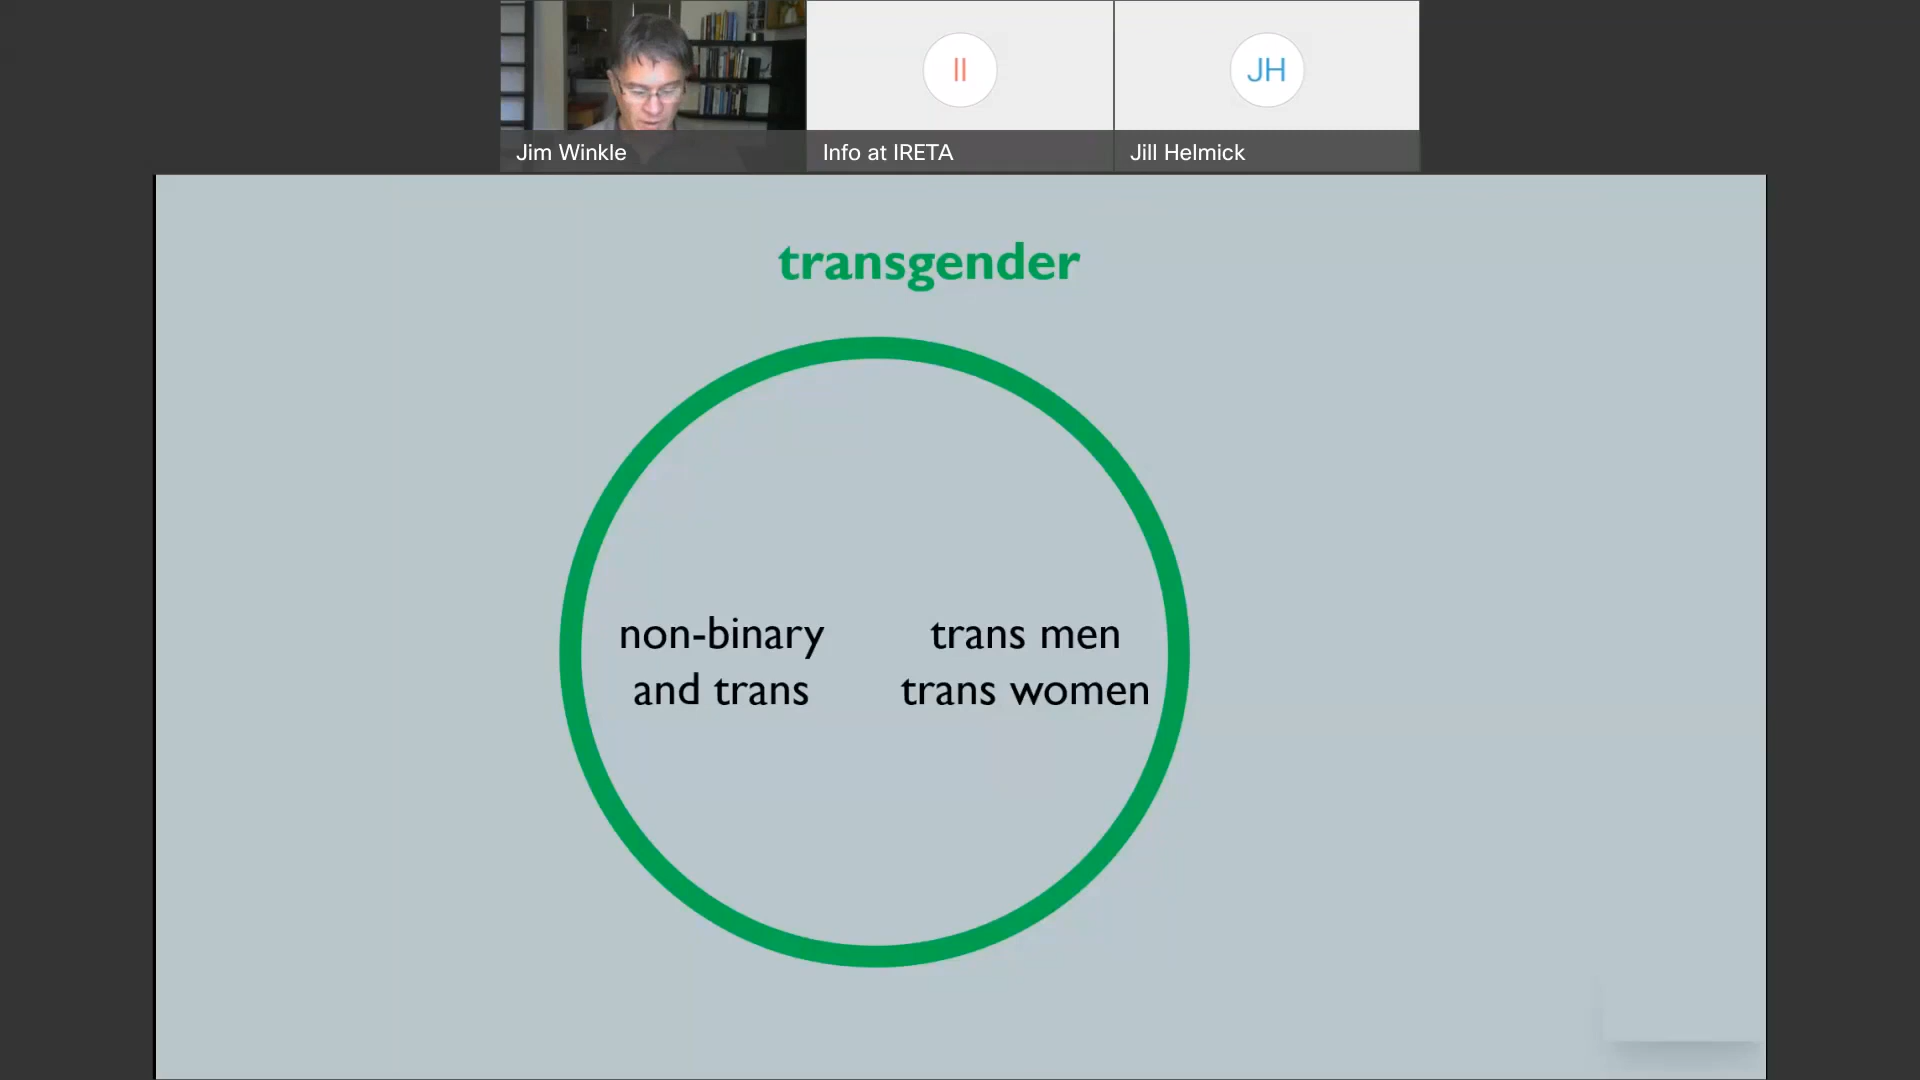 II
JH
Jim Winkle
Info at IRETA
Jill Helmick
transgender
non-binary
and trans
trans men
trans women